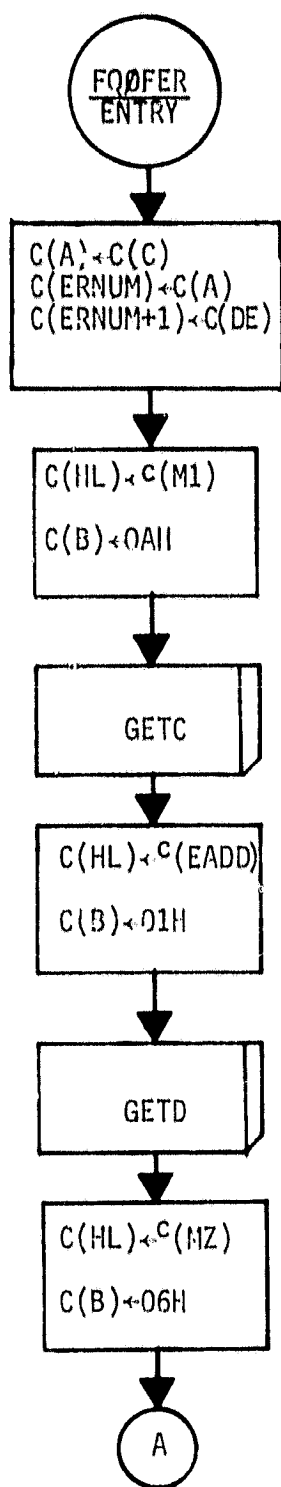 FQØFER
ENTRY
C(A)←C(C)
C(ERNUM)←C(A)
C(ERNUM+1)←C(DE)
C(HL)←C(M1)
C(B)←0AH
GETC
C(HL)←C(EADD)
C(B)←01H
GETD
C(HL)←C(MZ)
C(B)←06H
A